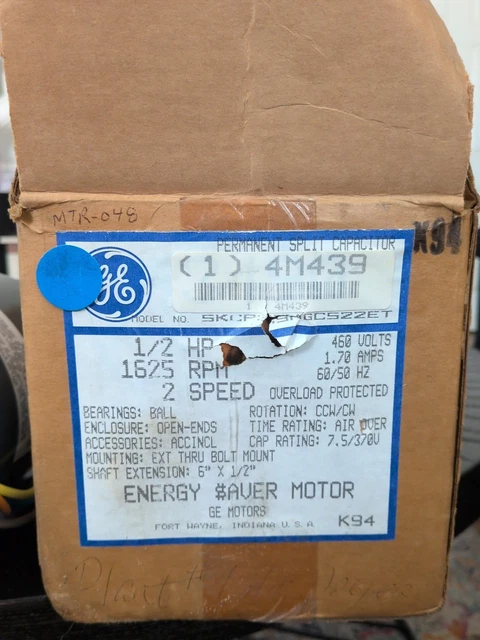 MTR-048
K94
PERMANENT SPLIT CAPACITOR
GE
(1) 4M439
1 4M439
MODEL NO.
1/2 HP 460 VOLTS
1625 RPM 1.70 AMPS
60/50 HZ
2 SPEED OVERLOAD PROTECTED
BEARINGS: BALL ROTATION: CCW/CW
ENCLOSURE: OPEN-ENDS TIME RATING: AIR OVER
ACCESSORIES: ACCINCL CAP RATING: 7.5/370V
MOUNTING: EXT THRU BOLT MOUNT
SHAFT EXTENSION: 6" X 1/2"
ENERGY $AVER MOTOR
GE MOTORS
FORT WAYNE, INDIANA U.S.A K94